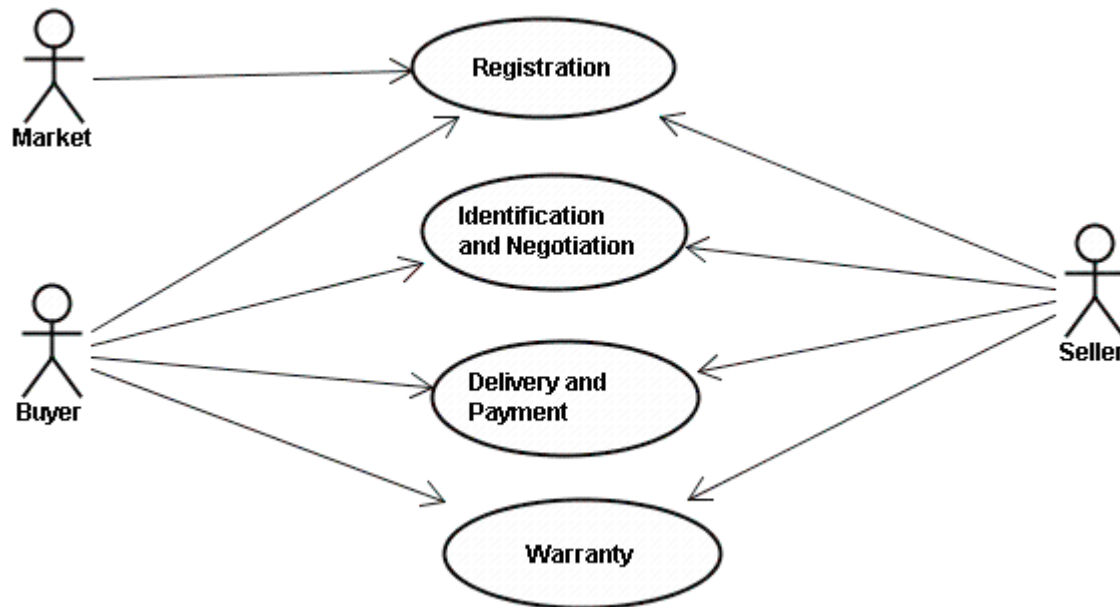 Registration
Market
Identification
and Negotiation
Seller
Delivery and
Payment
Buyer
Warranty